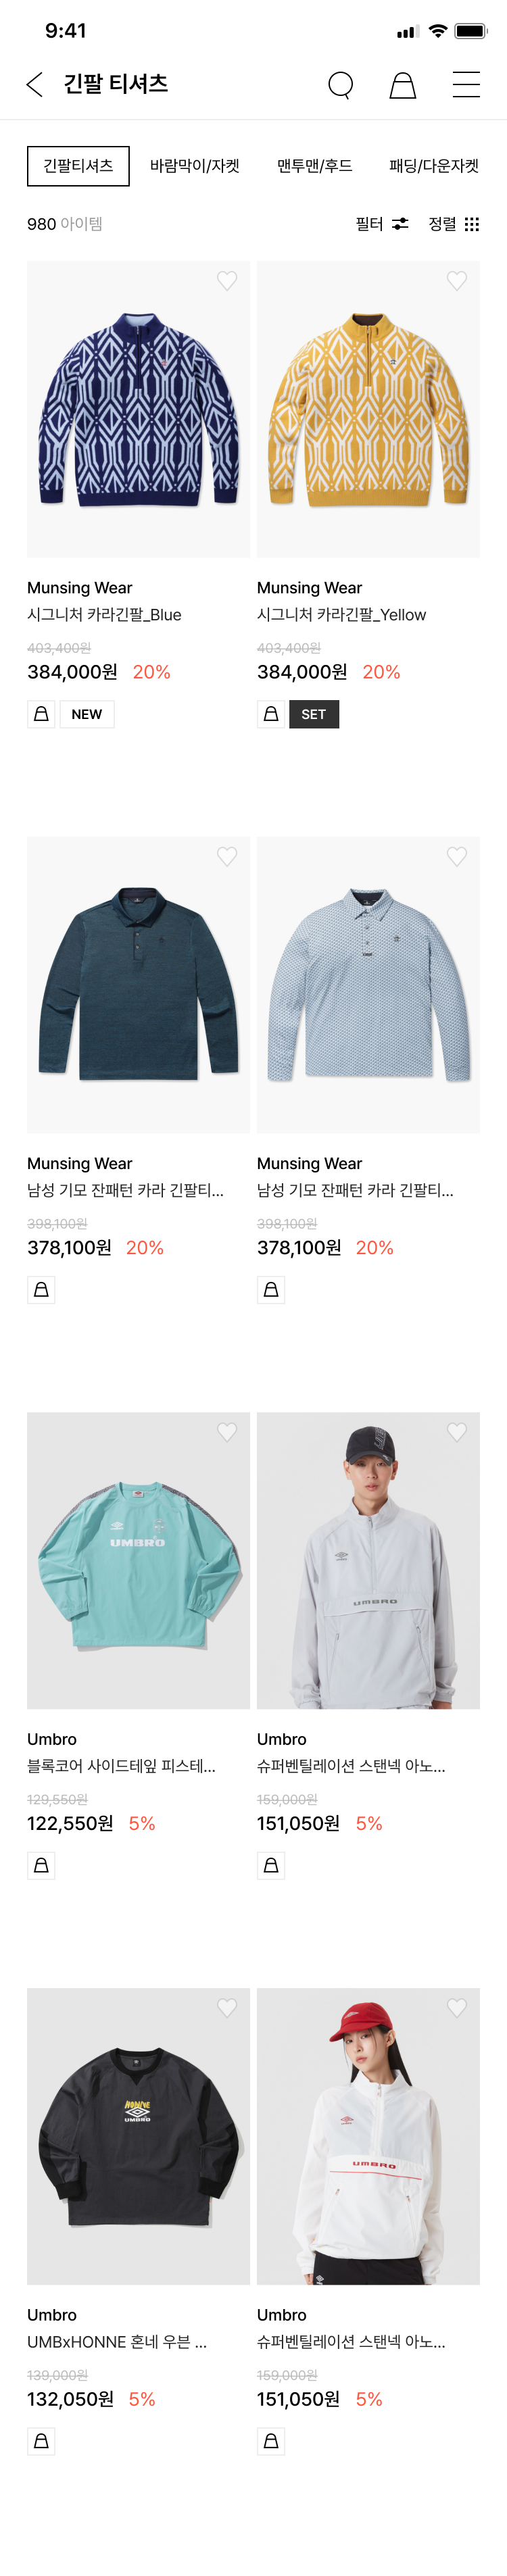 9:41
긴팔 티셔츠
긴팔티셔츠 바람막이/자켓 맨투맨/후드 패딩/다운자켓
980 아이템 필터 정렬
Munsing Wear
시그니처 카라긴팔_Blue
403,400원
384,000원 20%
NEW
Munsing Wear
시그니처 카라긴팔_Yellow
403,400원
384,000원 20%
SET
Munsing Wear
남성 기모 잔패턴 카라 긴팔티...
398,100원
378,100원 20%
Munsing Wear
남성 기모 잔패턴 카라 긴팔티...
398,100원
378,100원 20%
UMBRO
Umbro
블록코어 사이드테잎 피스테...
129,550원
122,550원 5%
UMBRO
Umbro
슈퍼벤틸레이션 스탠넥 아노...
159,000원
151,050원 5%
HONNE
UMBRO
Umbro
UMBxHONNE 혼네 우븐 ...
139,000원
132,050원 5%
UMBRO
Umbro
슈퍼벤틸레이션 스탠넥 아노...
159,000원
151,050원 5%